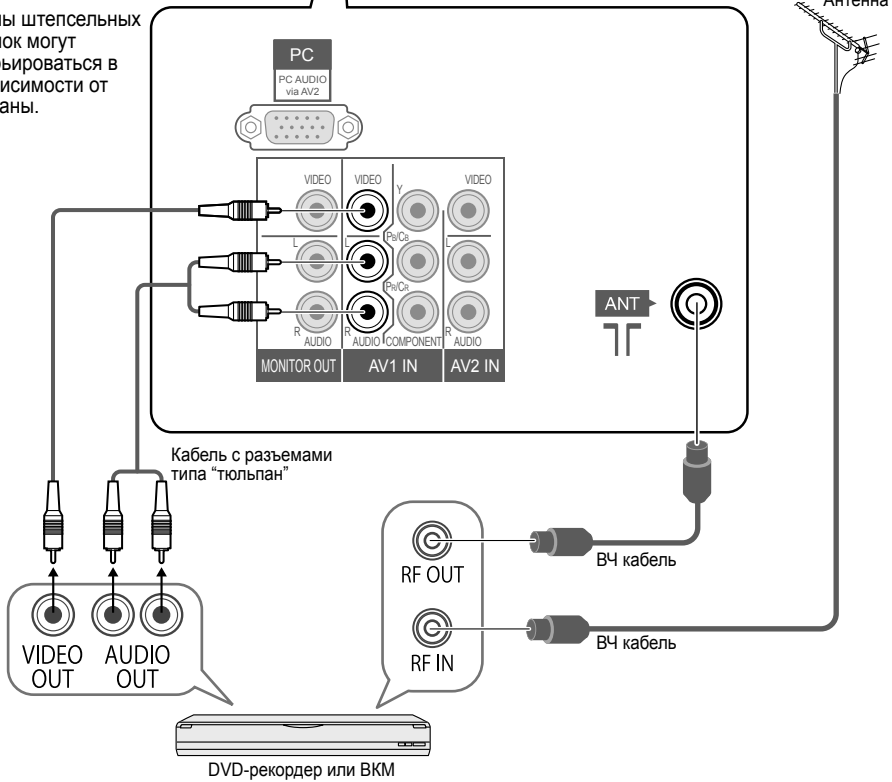 Антенна
ны штепсельных
ок могут
ьироваться в
исимости от
аны.
PC
PC AUDIO
via AV2
VIDEO VIDEO Y VIDEO
L L PB/CB L
PR/CR
R AUDIO R AUDIO COMPONENT R AUDIO
MONITOR OUT AV1 IN AV2 IN
ANT
Кабель с разъемами
типа “тюльпан”
RF OUT
ВЧ кабель
RF IN
ВЧ кабель
VIDEO OUT
AUDIO OUT
DVD-рекордер или ВКМ